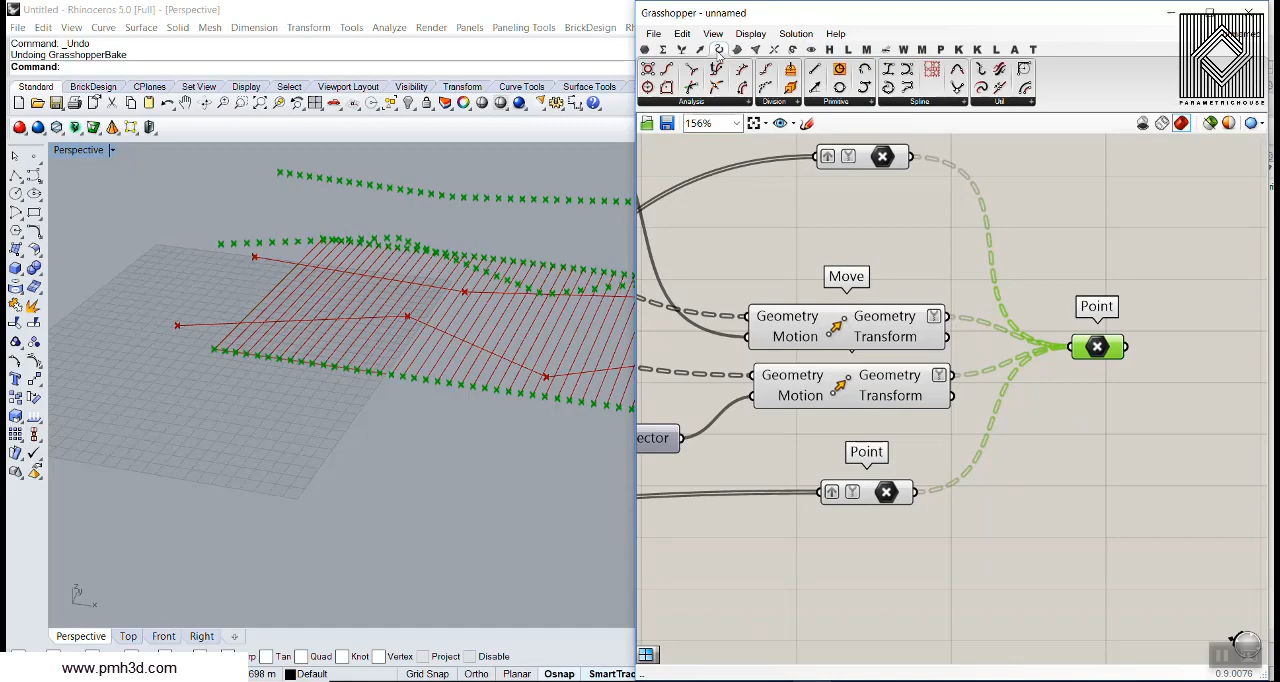 Untitled - Rhinoceros 5.0 [Full] - [Perspective]
File Edit View Curve Surface Solid Mesh Dimension Transform Tools Analyze Render Panels Paneling Tools BrickDesign
Command: _Undo
Undoing GrasshopperBake
Command:
Standard BrickDesign CPlanes Set View Display Select Viewport Layout Visibility Transform Curve Tools Surface Tools
Perspective
Grasshopper - unnamed
File Edit View Display Solution Help
H L M W M P K K L A T
Analysis Division Primitive Spline Util
156%
PARAMETRICHOUSE
Move
Geometry Geometry
Motion Transform
Point
Geometry Geometry
Motion Transform
ector
Point
z y x
Perspective Top Front Right
rp Tan Quad Knot Vertex Project Disable
www.pmh3d.com
698 m Default Grid Snap Ortho Planar Osnap SmartTrac
0.9.0076